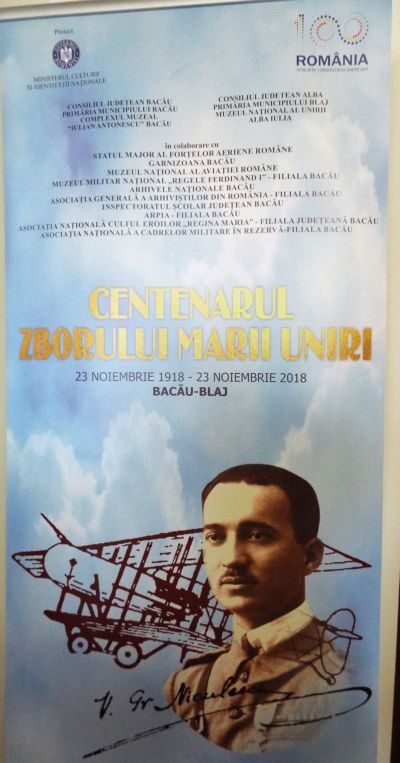 Proiect
MINISTERUL CULTURII
ȘI IDENTITĂȚII NAȚIONALE
ROMÂNIA
CONSILIUL JUDEȚEAN BACĂU
PRIMĂRIA MUNICIPIULUI BACĂU
COMPLEXUL MUZEAL
"IULIAN ANTONESCU" BACĂU
CONSILIUL JUDEȚEAN ALBA
PRIMĂRIA MUNICIPIULUI BLAJ
MUZEUL NAȚIONAL AL UNIRII
ALBA IULIA
în colaborare cu
STATUL MAJOR AL FORȚELOR AERIENE ROMÂNE
GARNIZOANA BACĂU
MUZEUL NAȚIONAL AL AVIAȚIEI ROMÂNE
MUZEUL MILITAR NAȚIONAL „REGELE FERDINAND I" - FILIALA BACĂU
ARHIVELE NAȚIONALE BACĂU
ASOCIAȚIA GENERALĂ A ARHIVIȘTILOR DIN ROMÂNIA - FILIALA BACĂU
INSPECTORATUL ȘCOLAR JUDEȚEAN BACĂU
ARPIA - FILIALA BACĂU
ASOCIAȚIA NAȚIONALĂ CULTUL EROILOR „REGINA MARIA" - FILIALA JUDEȚEANĂ BACĂU
ASOCIAȚIA NAȚIONALĂ A CADRELOR MILITARE ÎN REZERVĂ-FILIALA BACĂU
CENTENARUL
ZBORULUI MARII UNIRI
23 NOIEMBRIE 1918 - 23 NOIEMBRIE 2018
BACĂU-BLAJ
V. Gr. Niculescu